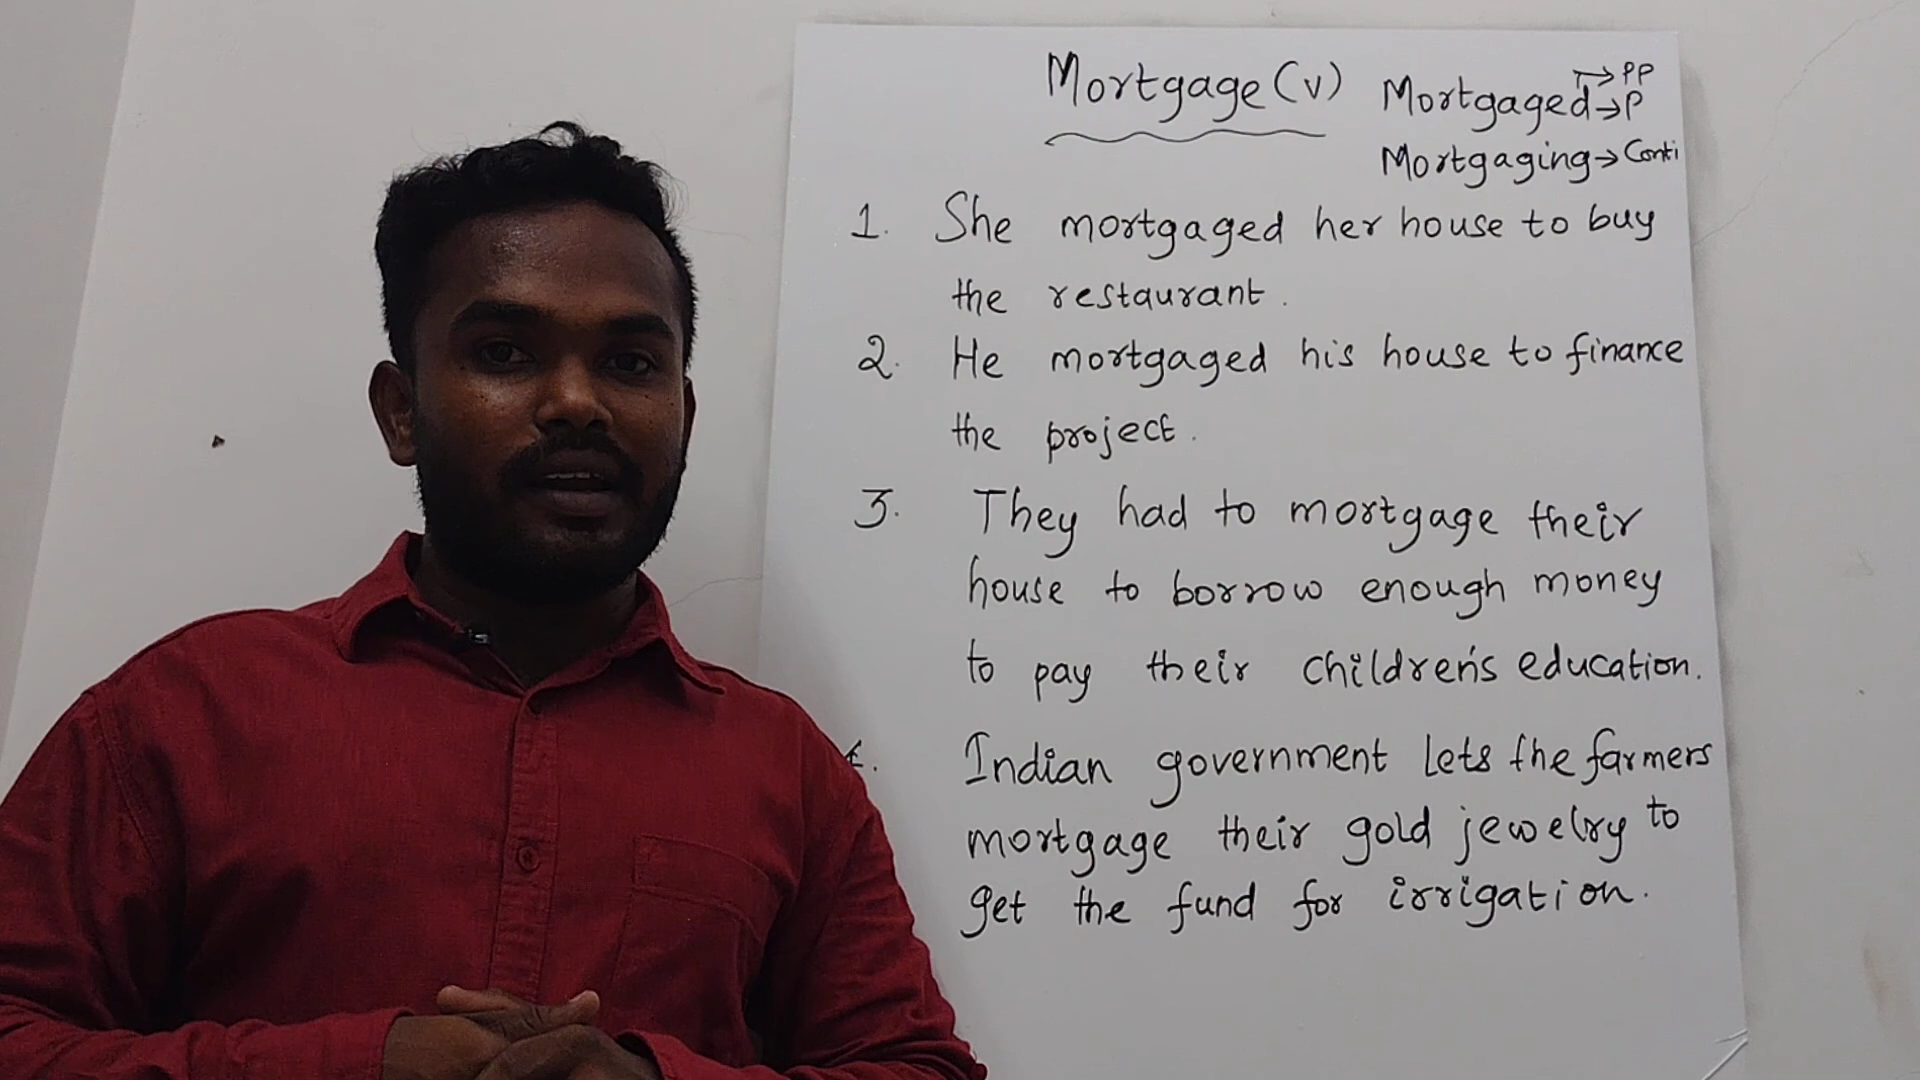 Mortgage (v)
Mortgaged → PP
→ P
Mortgaging → Conti
1. She mortgaged her house to buy
the restaurant.
2. He mortgaged his house to finance
the project.
3. They had to mortgage their
house to borrow enough money
to pay their children's education.
Indian government lets the farmers
mortgage their gold jewelry to
get the fund for irrigation.